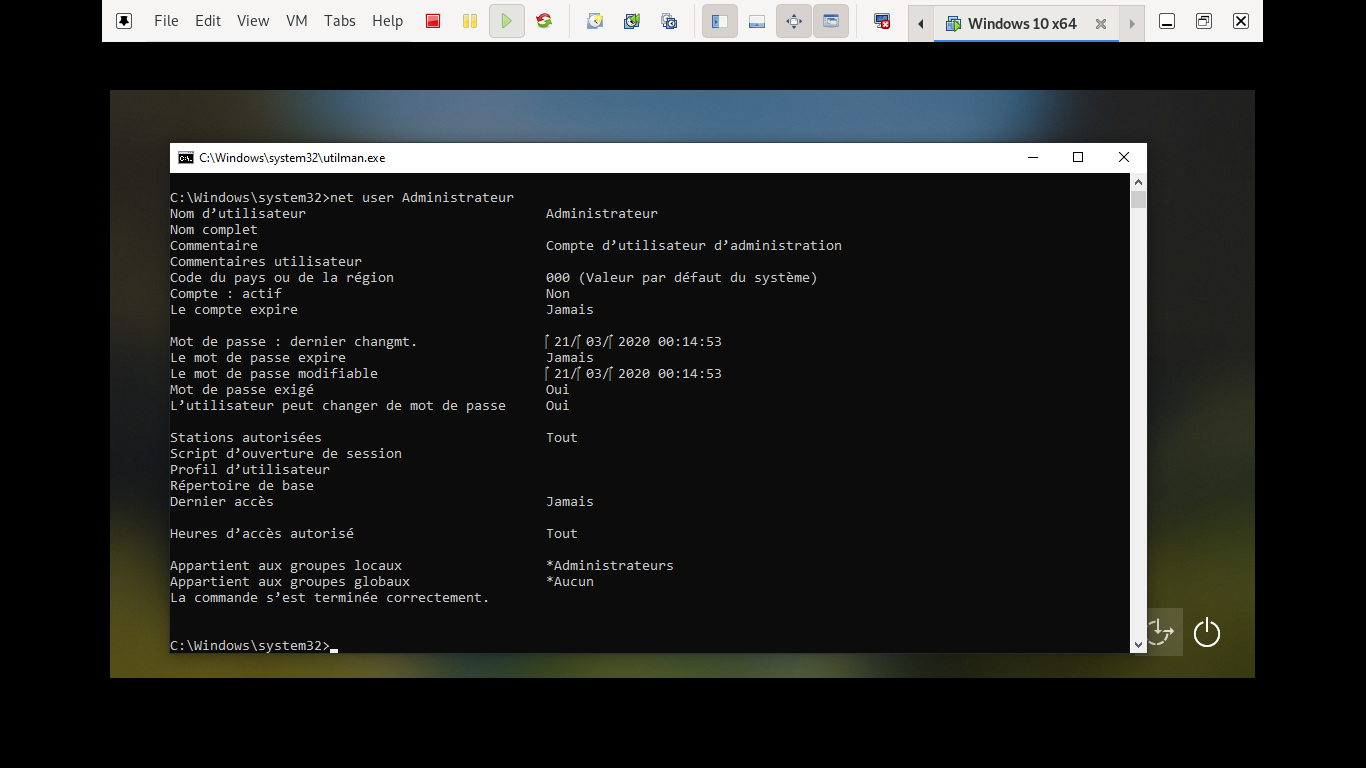 File Edit View VM Tabs Help Windows 10 x64
C:\Windows\system32\utilman.exe
C:\Windows\system32>net user Administrateur
Nom d’utilisateur Administrateur
Nom complet
Commentaire Compte d’utilisateur d’administration
Commentaires utilisateur
Code du pays ou de la région 000 (Valeur par défaut du système)
Compte : actif Non
Le compte expire Jamais
Mot de passe : dernier changmt. 21/03/2020 00:14:53
Le mot de passe expire Jamais
Le mot de passe modifiable 21/03/2020 00:14:53
Mot de passe exigé Oui
L’utilisateur peut changer de mot de passe Oui
Stations autorisées Tout
Script d’ouverture de session
Profil d’utilisateur
Répertoire de base
Dernier accès Jamais
Heures d’accès autorisé Tout
Appartient aux groupes locaux *Administrateurs
Appartient aux groupes globaux *Aucun
La commande s’est terminée correctement.
C:\Windows\system32>